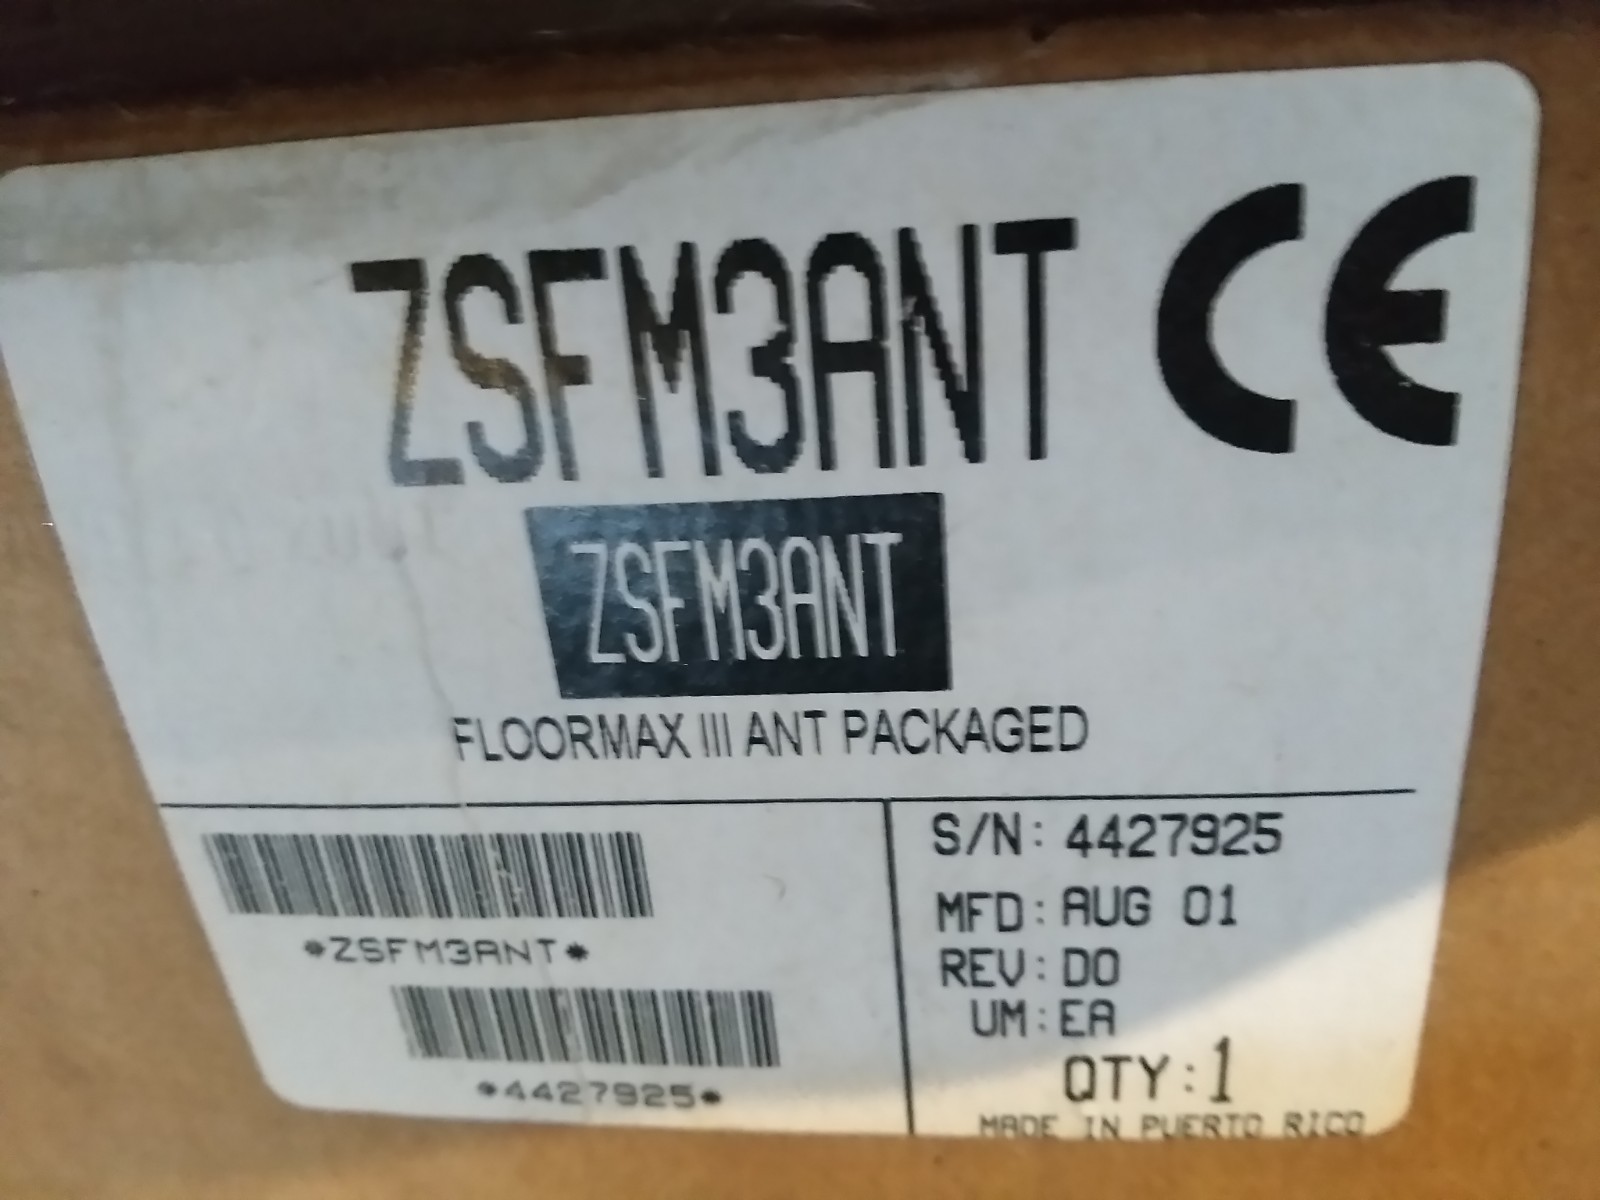 ZSFM3ANT CE
ZSFM3ANT
FLOORMAX III ANT PACKAGED
*ZSFM3ANT*
*4427925*
S/N: 4427925
MFD: AUG 01
REV: D0
UM: EA
QTY: 1
MADE IN PUERTO RICO